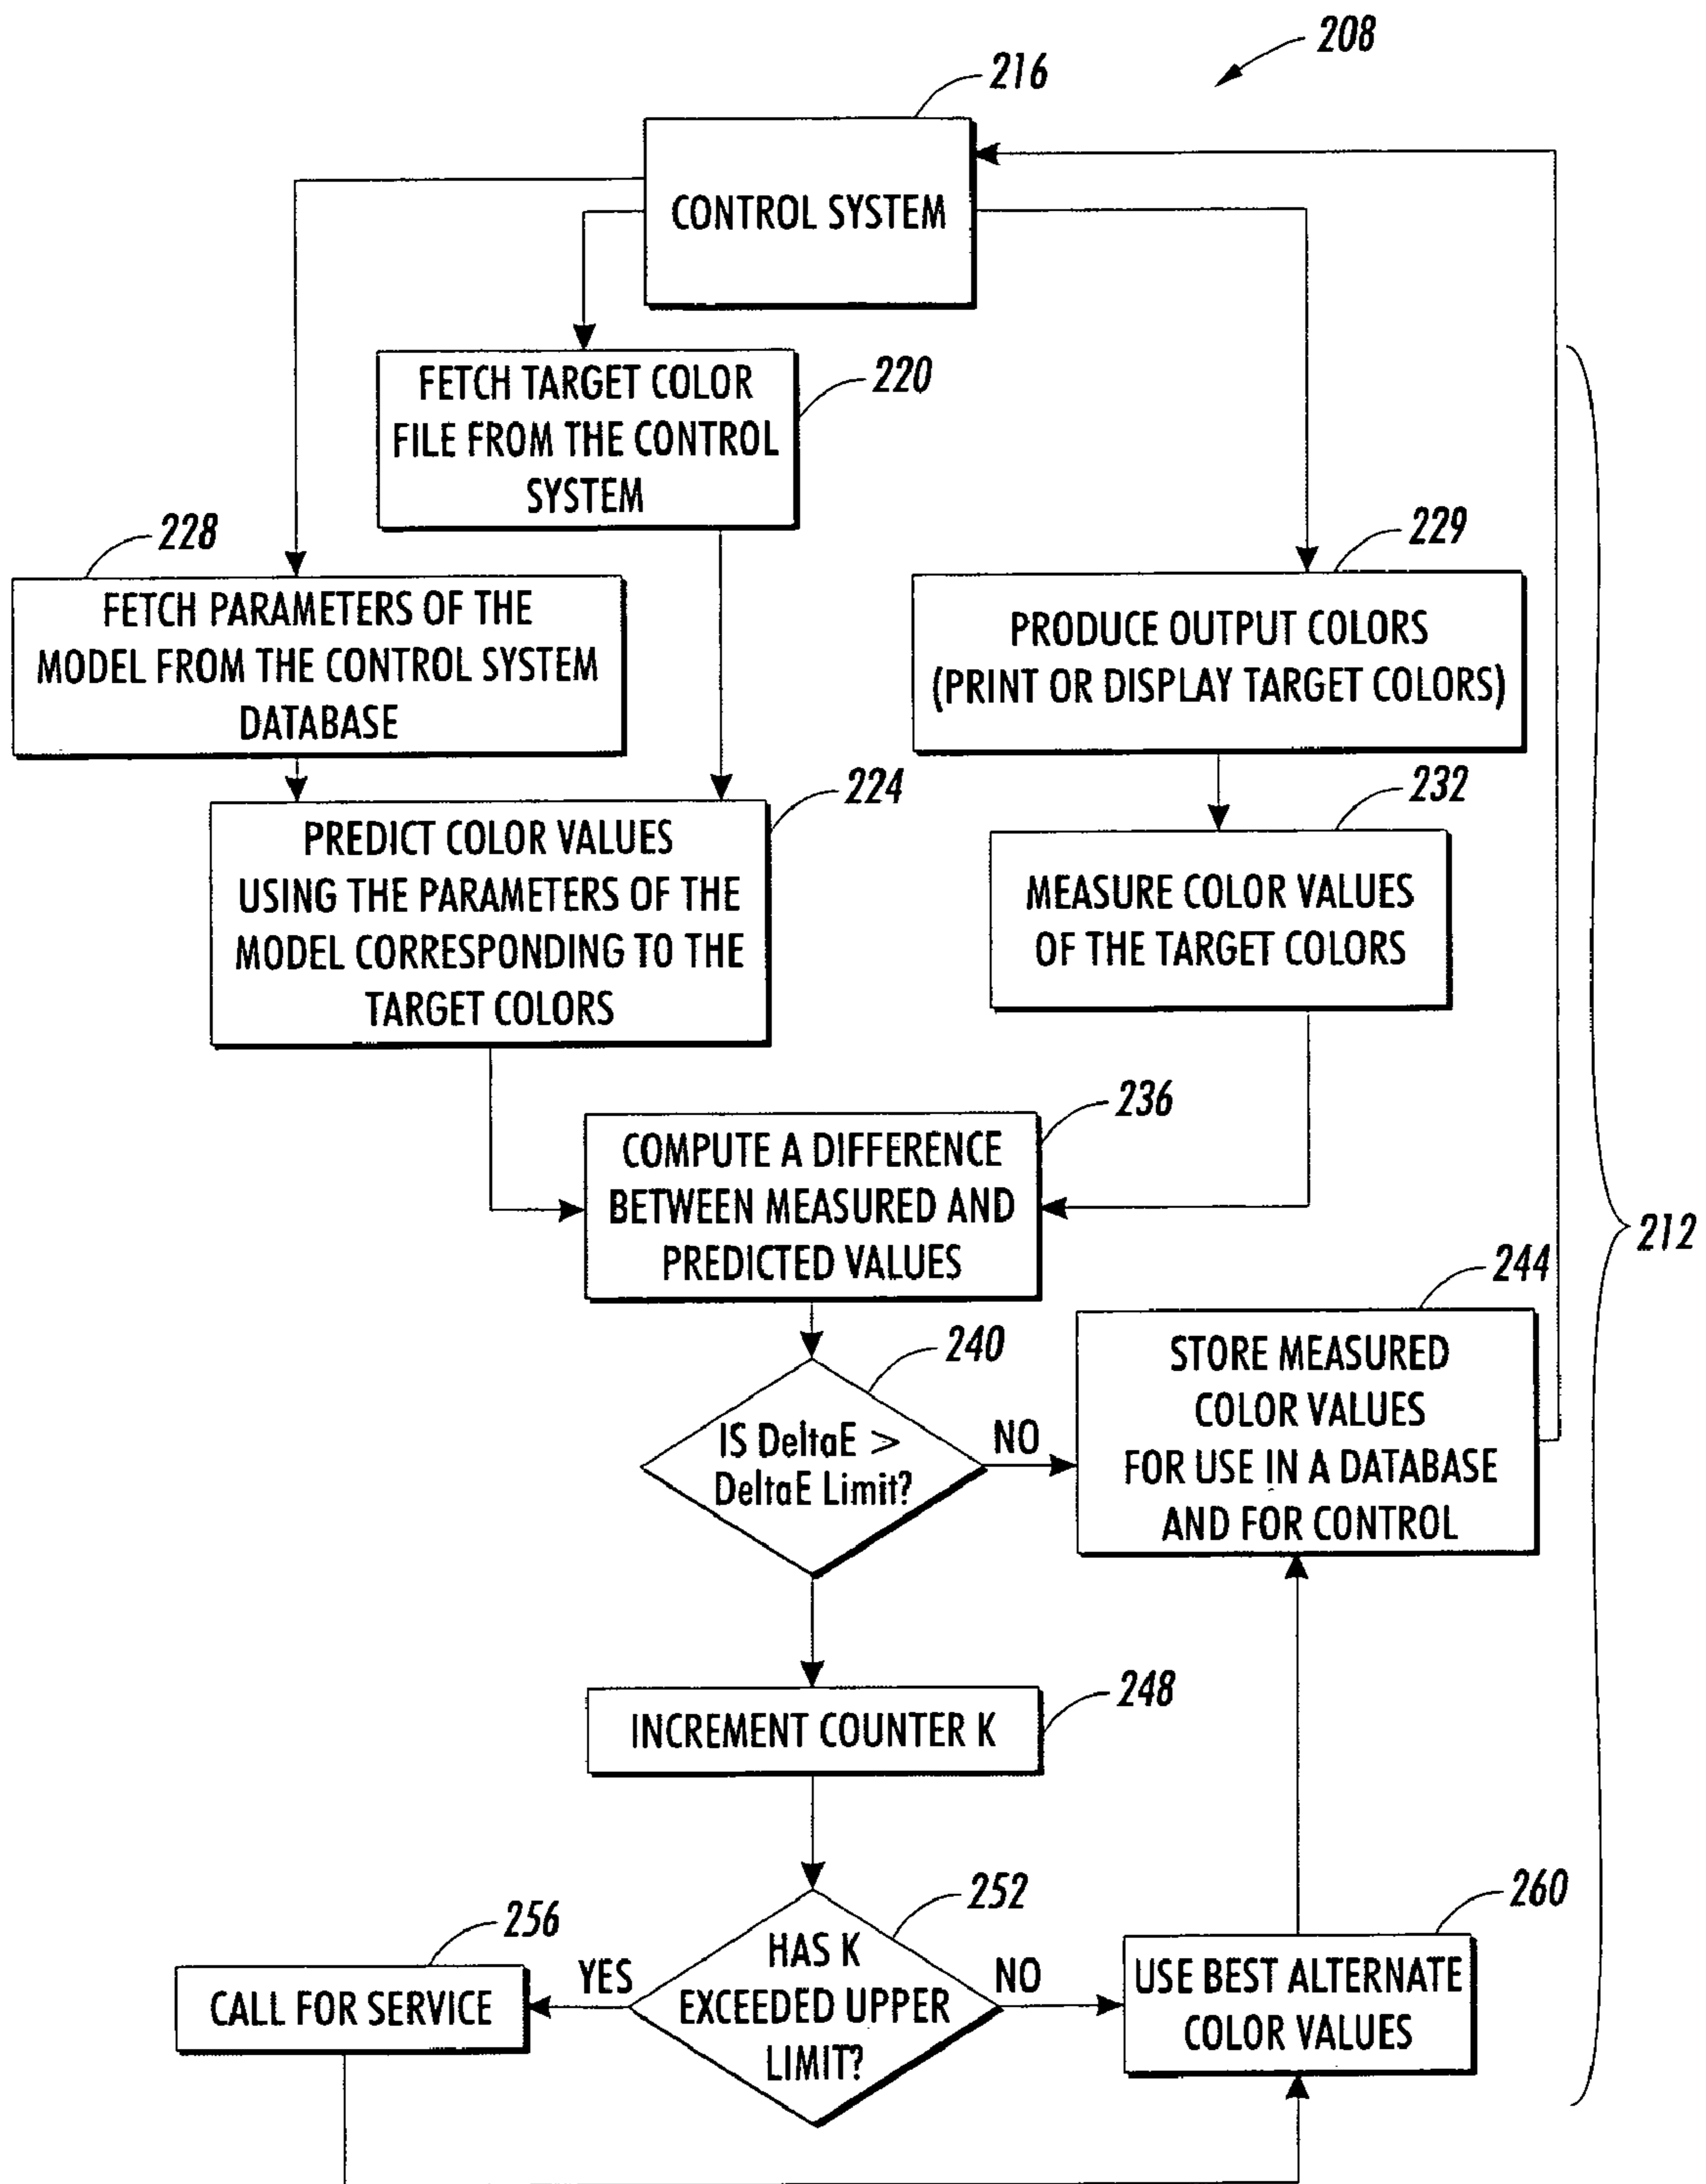 208
216
CONTROL SYSTEM
FETCH TARGET COLOR
FILE FROM THE CONTROL
SYSTEM
220
228
FETCH PARAMETERS OF THE
MODEL FROM THE CONTROL SYSTEM
DATABASE
229
PRODUCE OUTPUT COLORS
(PRINT OR DISPLAY TARGET COLORS)
224
PREDICT COLOR VALUES
USING THE PARAMETERS OF THE
MODEL CORRESPONDING TO THE
TARGET COLORS
232
MEASURE COLOR VALUES
OF THE TARGET COLORS
236
COMPUTE A DIFFERENCE
BETWEEN MEASURED AND
PREDICTED VALUES
212
240
IS DeltaE >
DeltaE Limit?
NO
244
STORE MEASURED
COLOR VALUES
FOR USE IN A DATABASE
AND FOR CONTROL
248
INCREMENT COUNTER K
252
HAS K
EXCEEDED UPPER
LIMIT?
YES
NO
256
CALL FOR SERVICE
260
USE BEST ALTERNATE
COLOR VALUES